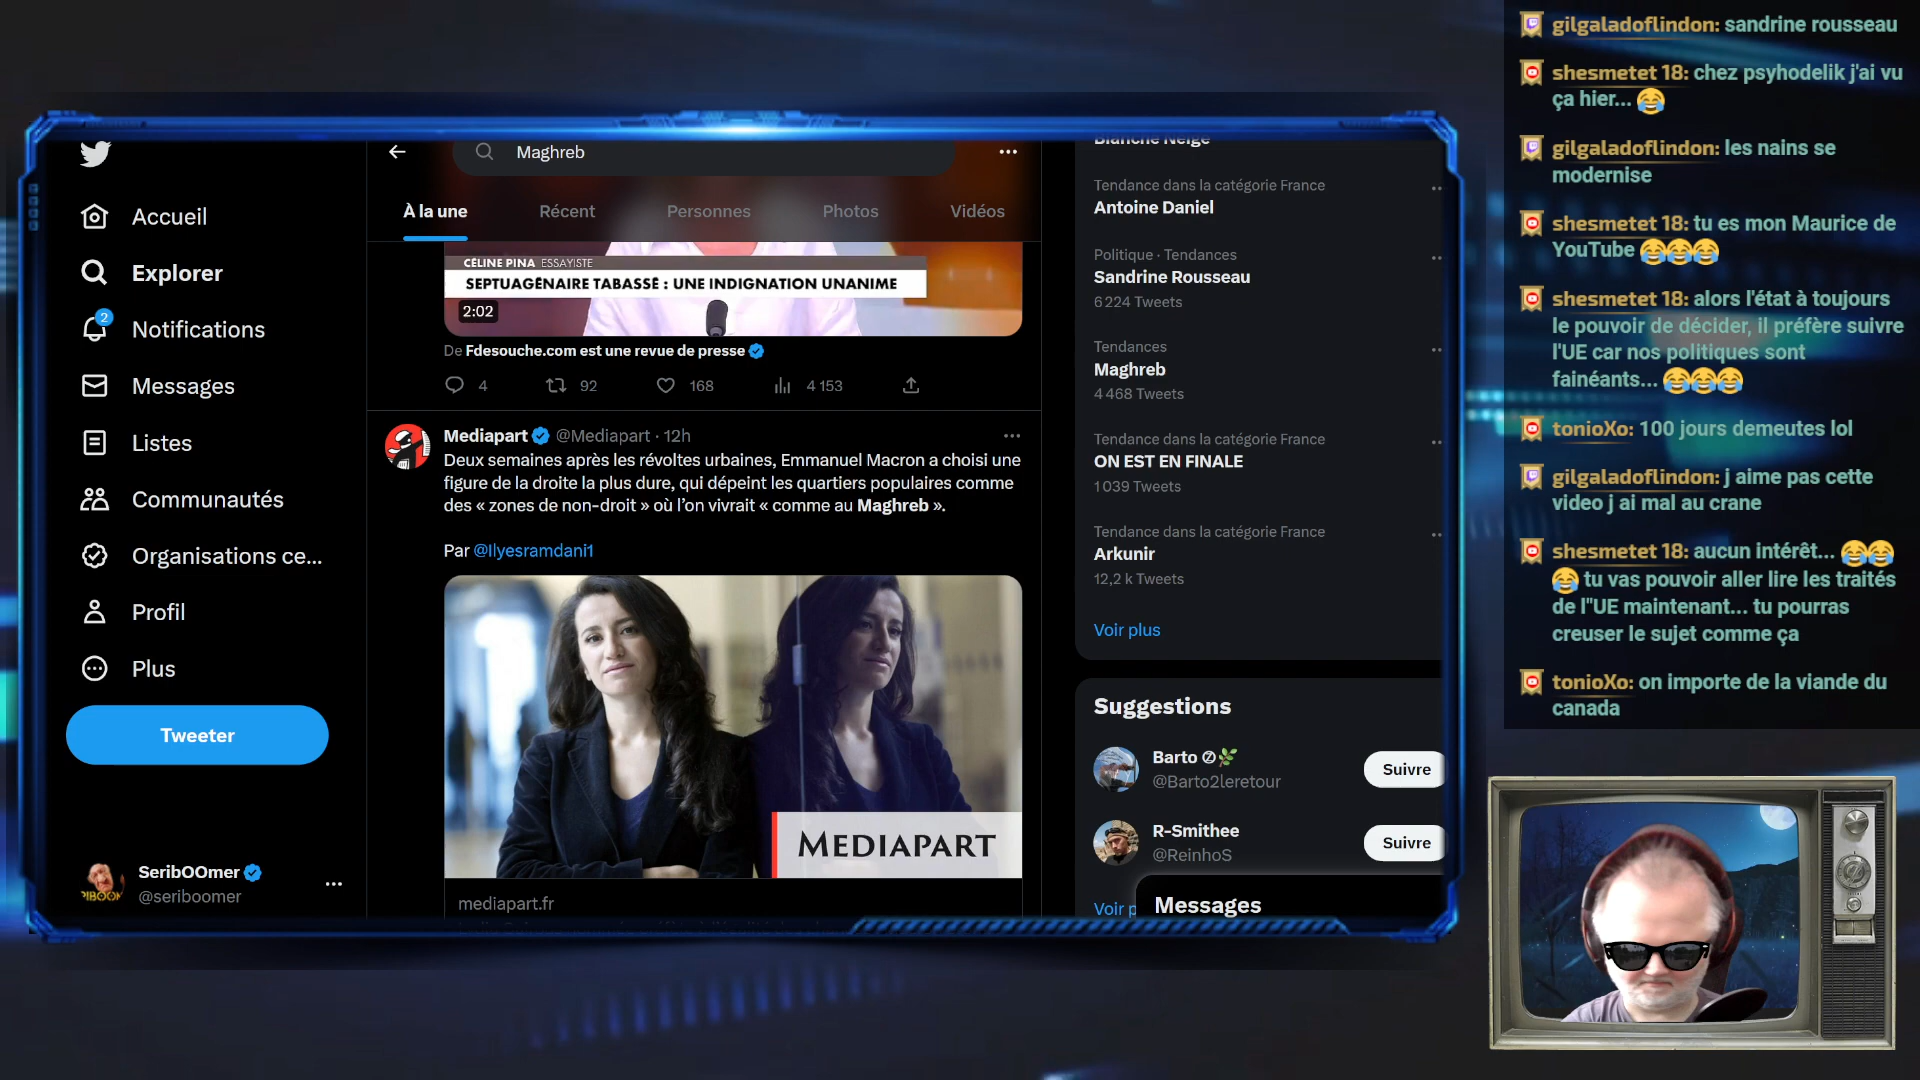 Maghreb
À la une
Récent
Personnes
Photos
Vidéos
Accueil
Explorer
2
Notifications
Messages
Listes
Communautés
Organisations ce...
Profil
Plus
Tweeter
SeribOOmer
@seriboomer
CÉLINE PINA ESSAYISTE
SEPTUAGÉNAIRE TABASSÉ : UNE INDIGNATION UNANIME
2:02
De Fdesouche.com est une revue de presse
4
92
168
4 153
Mediapart @Mediapart · 12h
Deux semaines après les révoltes urbaines, Emmanuel Macron a choisi une
figure de la droite la plus dure, qui dépeint les quartiers populaires comme
des « zones de non-droit » où l’on vivrait « comme au Maghreb ».
Par @Ilyesramdani1
MEDIAPART
mediapart.fr
Blanche Neige
Tendance dans la catégorie France
Antoine Daniel
Politique · Tendances
Sandrine Rousseau
6 224 Tweets
Tendances
Maghreb
4 468 Tweets
Tendance dans la catégorie France
ON EST EN FINALE
1 039 Tweets
Tendance dans la catégorie France
Arkunir
12,2 k Tweets
Voir plus
Suggestions
Barto
@Barto2leretour
Suivre
R-Smithee
@ReinhoS
Suivre
Voir p
Messages
gilgaladoflindon: sandrine rousseau
shesmetet 18: chez psyhodelik j'ai vu
ça hier... 😂
gilgaladoflindon: les nains se
modernise
shesmetet 18: tu es mon Maurice de
YouTube 😂😂😂
shesmetet 18: alors l'état à toujours
le pouvoir de décider, il préfère suivre
l'UE car nos politiques sont
fainéants... 😂😂😂
tonioXo: 100 jours demeutes lol
gilgaladoflindon: j aime pas cette
video j ai mal au crane
shesmetet 18: aucun intérêt... 😂😂
😂 tu vas pouvoir aller lire les traités
de l"UE maintenant... tu pourras
creuser le sujet comme ça
tonioXo: on importe de la viande du
canada